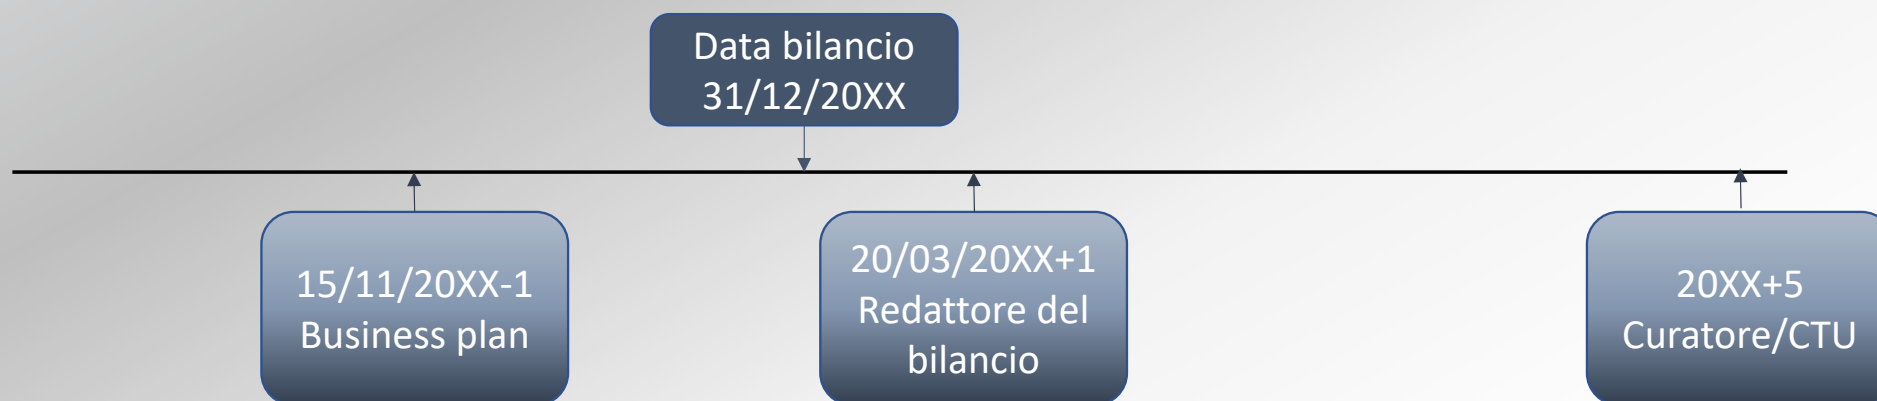 Data bilancio
31/12/20XX
15/11/20XX-1
Business plan
20/03/20XX+1
Redattore del
bilancio
20XX+5
Curatore/CTU